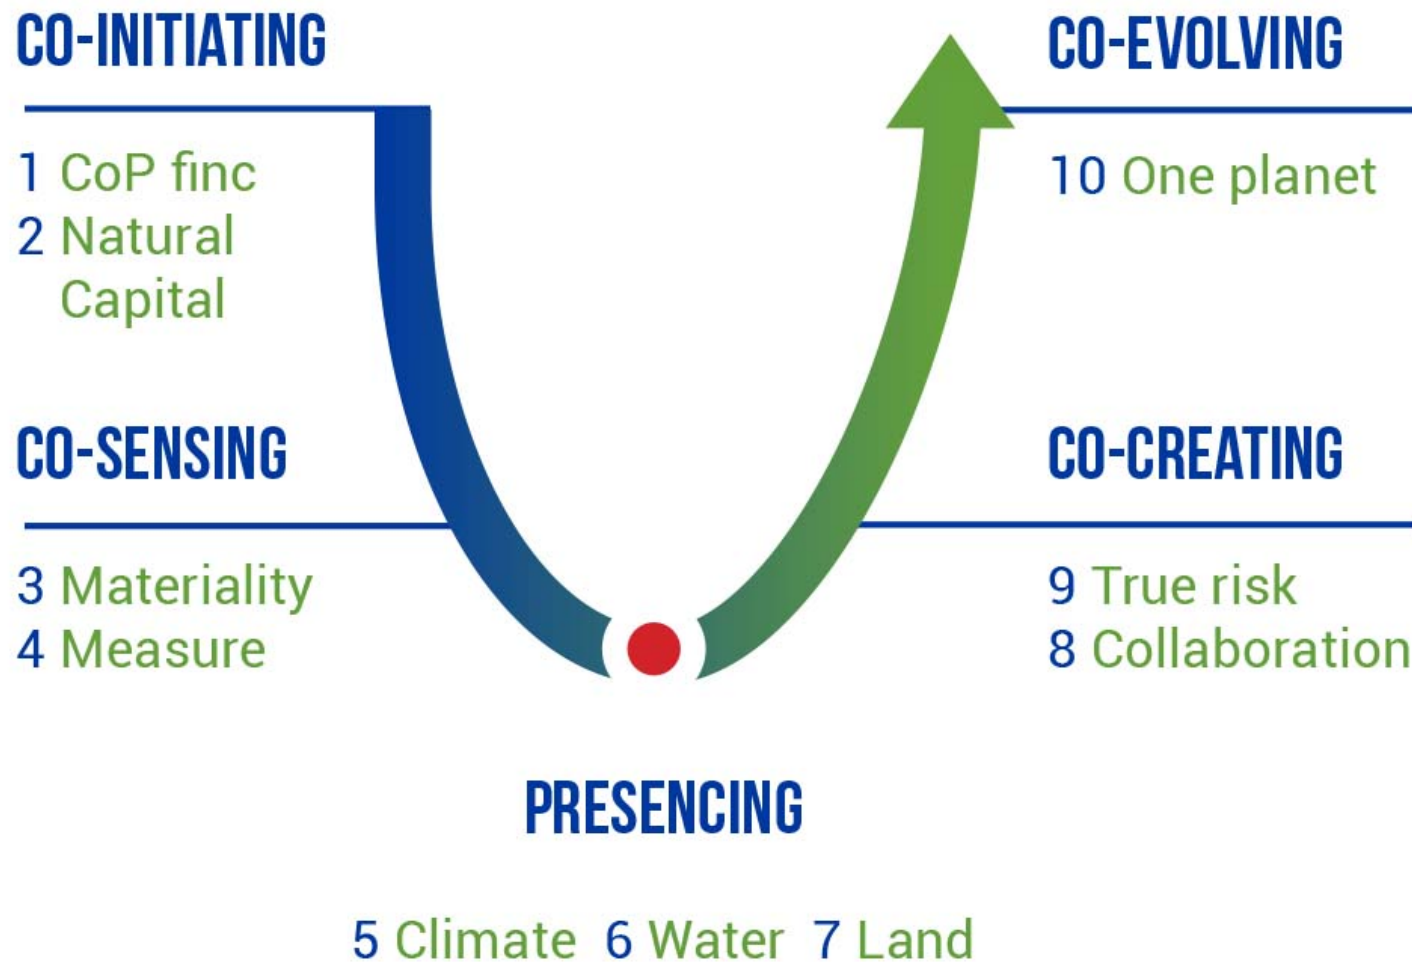 CO-INITIATING
1 CoP finc
2 Natural
Capital
CO-SENSING
3 Materiality
4 Measure
PRESENCING
5 Climate 6 Water 7 Land
CO-EVOLVING
10 One planet
CO-CREATING
9 True risk
8 Collaboration